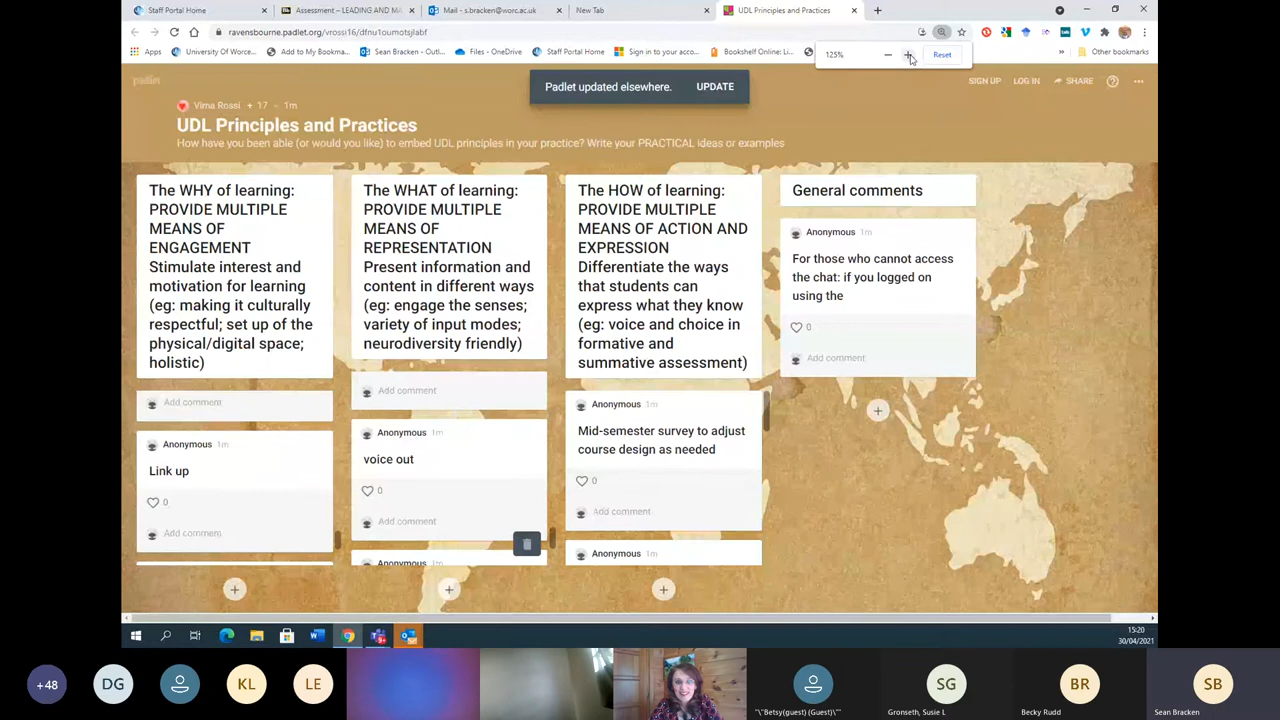 Staff Portal Home
Assessment – LEADING AND MA
Mail - s.bracken@worc.ac.uk
New Tab
UDL Principles and Practices
ravensbourne.padlet.org/vrossi16/dfnu1oumotsjlabf
Apps
University Of Worce...
Add to My Bookmark
Sean Bracken - Outl...
Files - OneDrive
Staff Portal Home
Sign in to your acco...
Bookshelf Online: Li...
Other bookmarks
125%
Reset
padlet
Padlet updated elsewhere.
UPDATE
SIGN UP
LOG IN
SHARE
Vima Rossi + 17 • 1m
UDL Principles and Practices
How have you been able (or would you like) to embed UDL principles in your practice? Write your PRACTICAL ideas or examples
The WHY of learning:
PROVIDE MULTIPLE
MEANS OF
ENGAGEMENT
Stimulate interest and
motivation for learning
(eg: making it culturally
respectful; set up of the
physical/digital space;
holistic)
Add comment
Anonymous 1m
Link up
0
Add comment
The WHAT of learning:
PROVIDE MULTIPLE
MEANS OF
REPRESENTATION
Present information and
content in different ways
(eg: engage the senses;
variety of input modes;
neurodiversity friendly)
Add comment
Anonymous 1m
voice out
0
Add comment
Anonymous 1m
The HOW of learning:
PROVIDE MULTIPLE
MEANS OF ACTION AND
EXPRESSION
Differentiate the ways
that students can
express what they know
(eg: voice and choice in
formative and
summative assessment)
Anonymous 1m
Mid-semester survey to adjust
course design as needed
0
Add comment
Anonymous 1m
General comments
Anonymous 1m
For those who cannot access
the chat: if you logged on
using the
0
Add comment
15:20
30/04/2021
+48
DG
KL
LE
"\"Betsy(guest) (Guest)\""
SG
Gronseth, Susie L
BR
Becky Rudd
SB
Sean Bracken